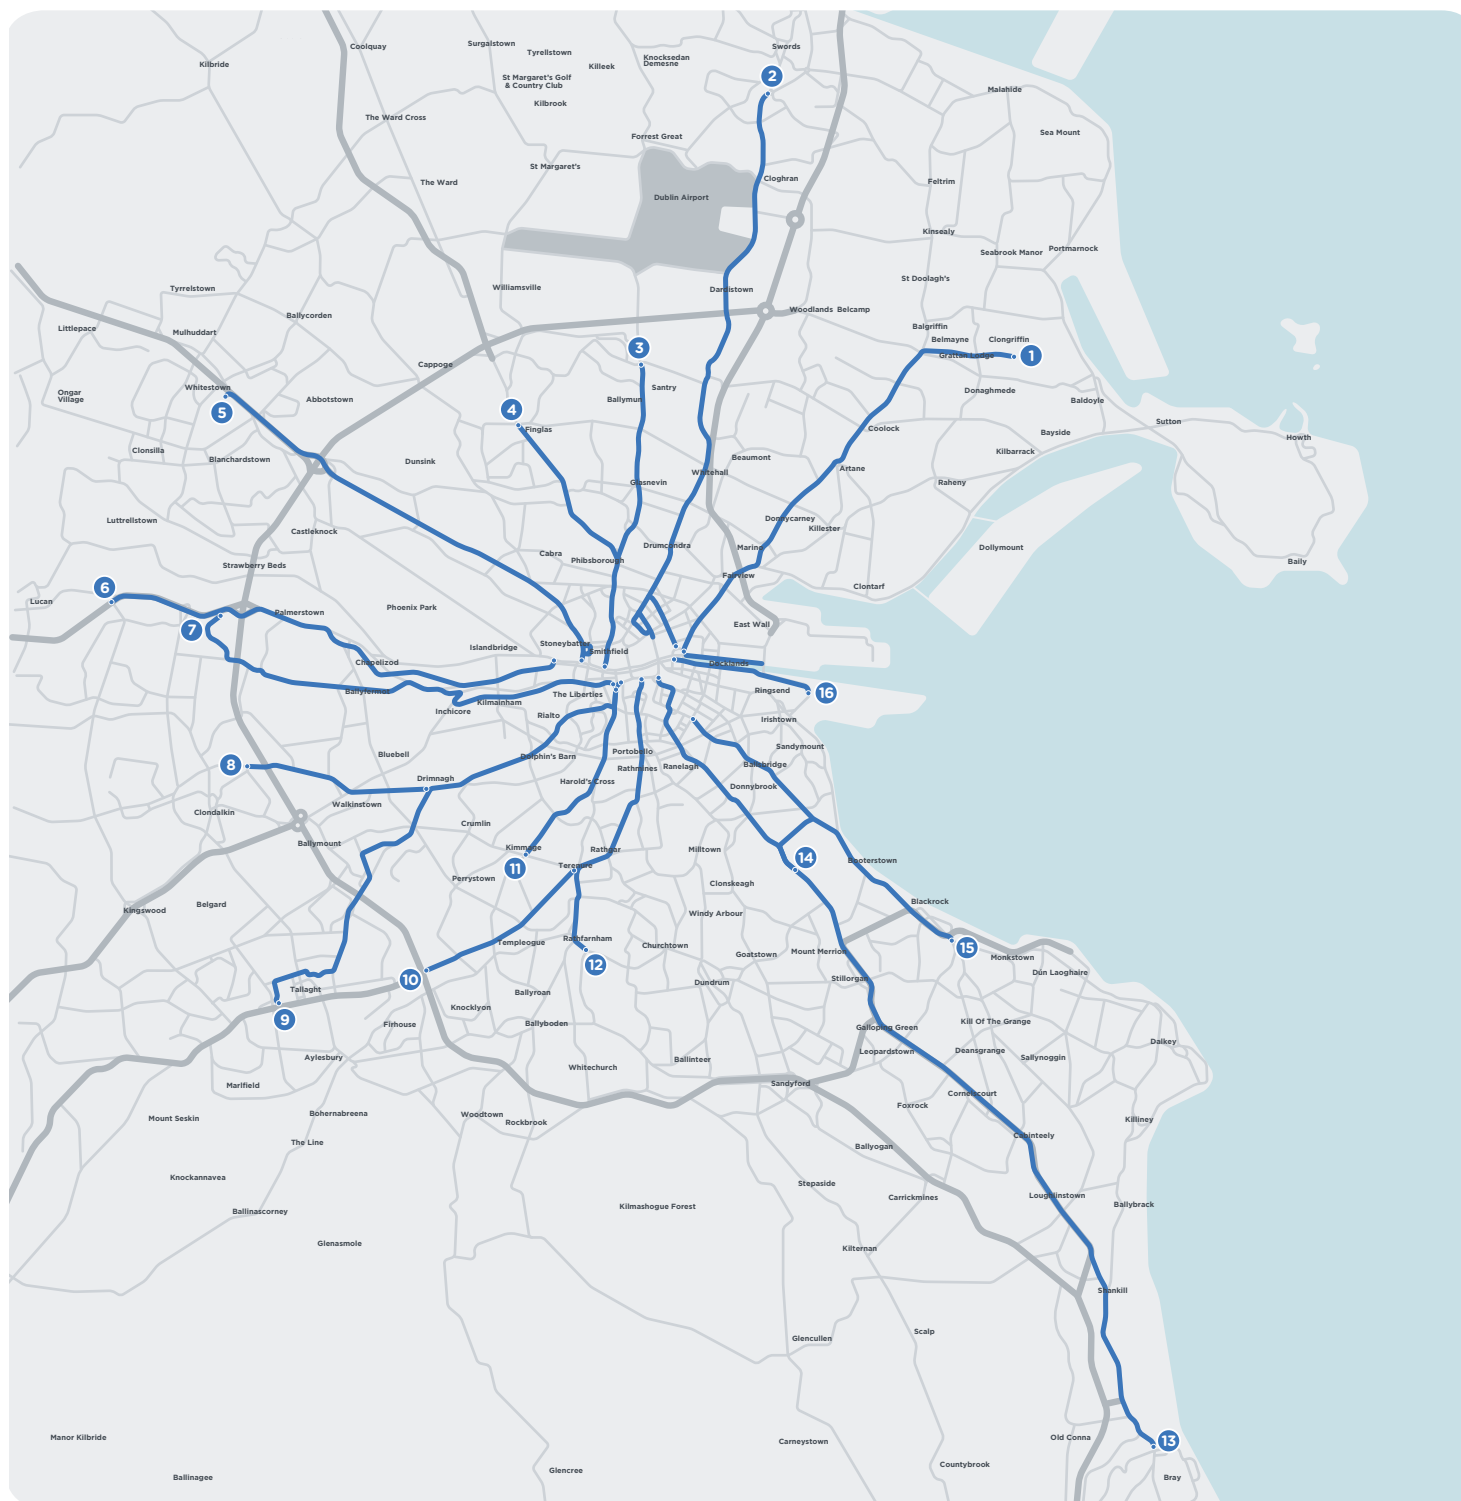 Coolquay
Surgalstown
Tyrellstown
Swords
Kilbride
Killeek
Knocksedan
Demesne
2
St Margaret's Golf
& Country Club
Malahide
Kilbrook
The Ward Cross
Forrest Great
Sea Mount
St Margaret's
The Ward
Cloghran
Feltrim
Dublin Airport
Kinsealy
Seabrook Manor
Portmarnock
St Doolagh's
Tyrrelstown
Williamsville
Dardistown
Woodlands
Belcamp
Ballycorden
Littlepace
Mulhuddart
Balgriffin
Belmayne
Clongriffin
3
Grattan Lodge
1
Cappoge
Whitestown
Santry
Ongar
Village
Abbotstown
Ballymun
Donaghmede
Baldoyle
5
4
Finglas
Coolock
Sutton
Bayside
Howth
Clonsilla
Blanchardstown
Dunsink
Beaumont
Kilbarrack
Whitehall
Artane
Glasnevin
Raheny
Luttrellstown
Castleknock
Donnycarney
Killester
Drumcondra
Marino
Dollymount
Cabra
Phibsborough
Baily
Strawberry Beds
Fairview
6
Clontarf
Lucan
Palmerstown
Phoenix Park
7
East Wall
Islandbridge
Stoneybatter
Smithfield
Chapelizod
Docklands
Ballyfermot
Kilmainham
The Liberties
Ringsend
16
Inchicore
Rialto
Irishtown
Bluebell
Dolphin's Barn
Portobello
Sandymount
8
Rathmines
Ranelagh
Ballsbridge
Drimnagh
Harold's Cross
Donnybrook
Clondalkin
Walkinstown
Crumlin
Ballymount
Kimmage
Rathgar
Milltown
14
Booterstown
11
Terenure
Perrystown
Clonskeagh
Kingswood
Belgard
Windy Arbour
Blackrock
Templeogue
Rathfarnham
Churchtown
Goatstown
Mount Merrion
15
Monkstown
12
10
Stillorgan
Dún Laoghaire
Tallaght
Ballyroan
Dundrum
9
Knocklyon
Firhouse
Ballyboden
Galloping Green
Kill Of The Grange
Dalkey
Aylesbury
Whitechurch
Ballinteer
Leopardstown
Deansgrange
Sallynoggin
Marlfield
Sandyford
Cornelscourt
Mount Seskin
Bohernabreena
Woodtown
Rockbrook
Foxrock
Killiney
The Line
Cabinteely
Ballyogan
Knockannavea
Stepaside
Carrickmines
Loughlinstown
Ballybrack
Ballinascorney
Kilmashogue Forest
Glenasmole
Kilternan
Shankill
Glencullen
Scalp
Manor Kilbride
Carneystown
Old Conna
13
Ballinagee
Glencree
Countybrook
Bray